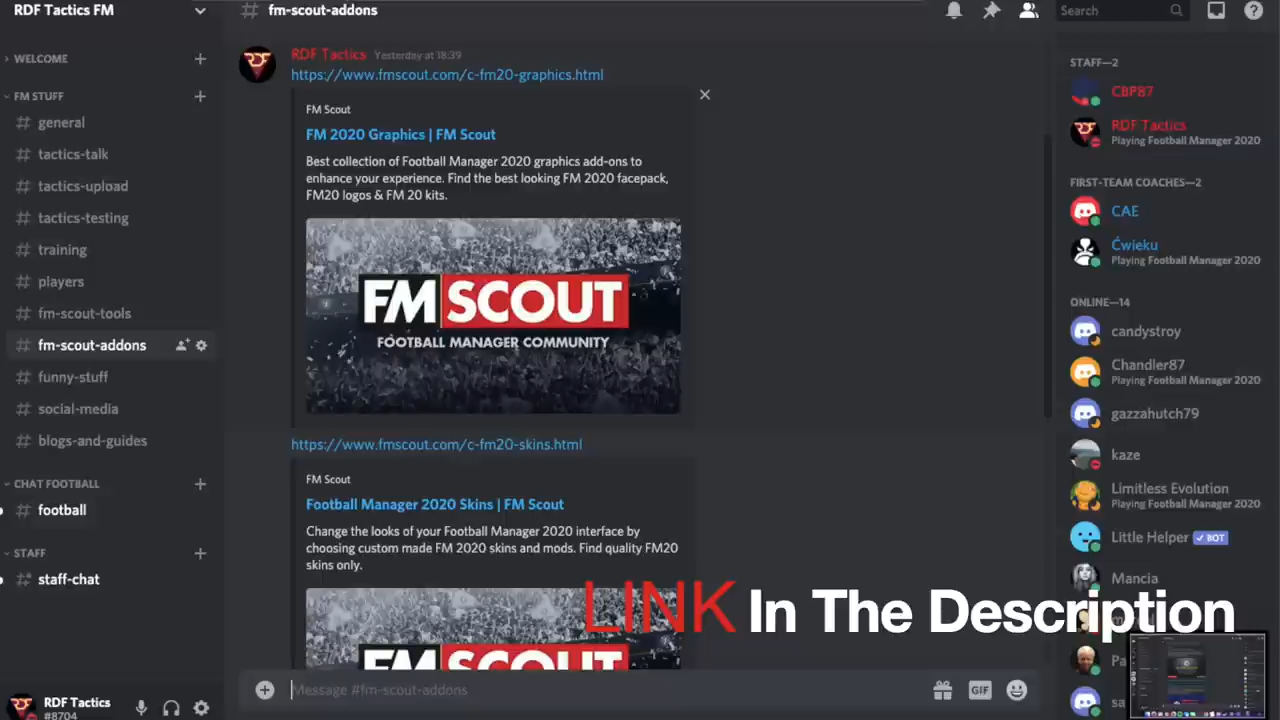 RDF Tactics FM
WELCOME
FM STUFF
general
tactics-talk
tactics-upload
tactics-testing
training
players
fm-scout-tools
fm-scout-addons
funny-stuff
social-media
blogs-and-guides
CHAT FOOTBALL
football
STAFF
staff-chat
RDF Tactics
#8704
# fm-scout-addons
Search
RDF Tactics Yesterday at 18:39
https://www.fmscout.com/c-fm20-graphics.html
FM Scout
FM 2020 Graphics | FM Scout
Best collection of Football Manager 2020 graphics add-ons to
enhance your experience. Find the best looking FM 2020 facepack,
FM20 logos & FM 20 kits.
FM SCOUT
FOOTBALL MANAGER COMMUNITY
https://www.fmscout.com/c-fm20-skins.html
FM Scout
Football Manager 2020 Skins | FM Scout
Change the looks of your Football Manager 2020 interface by
choosing custom made FM 2020 skins and mods. Find quality FM20
skins only.
FM SCOUT
LINK In The Description
Message #fm-scout-addons
GIF
STAFF—2
CBP87
RDF Tactics
Playing Football Manager 2020
FIRST-TEAM COACHES—2
CAE
Ćwieku
Playing Football Manager 2020
ONLINE—14
candystroy
Chandler87
Playing Football Manager 2020
gazzahutch79
kaze
Limitless Evolution
Playing Football Manager 2020
Little Helper BOT
Mancia